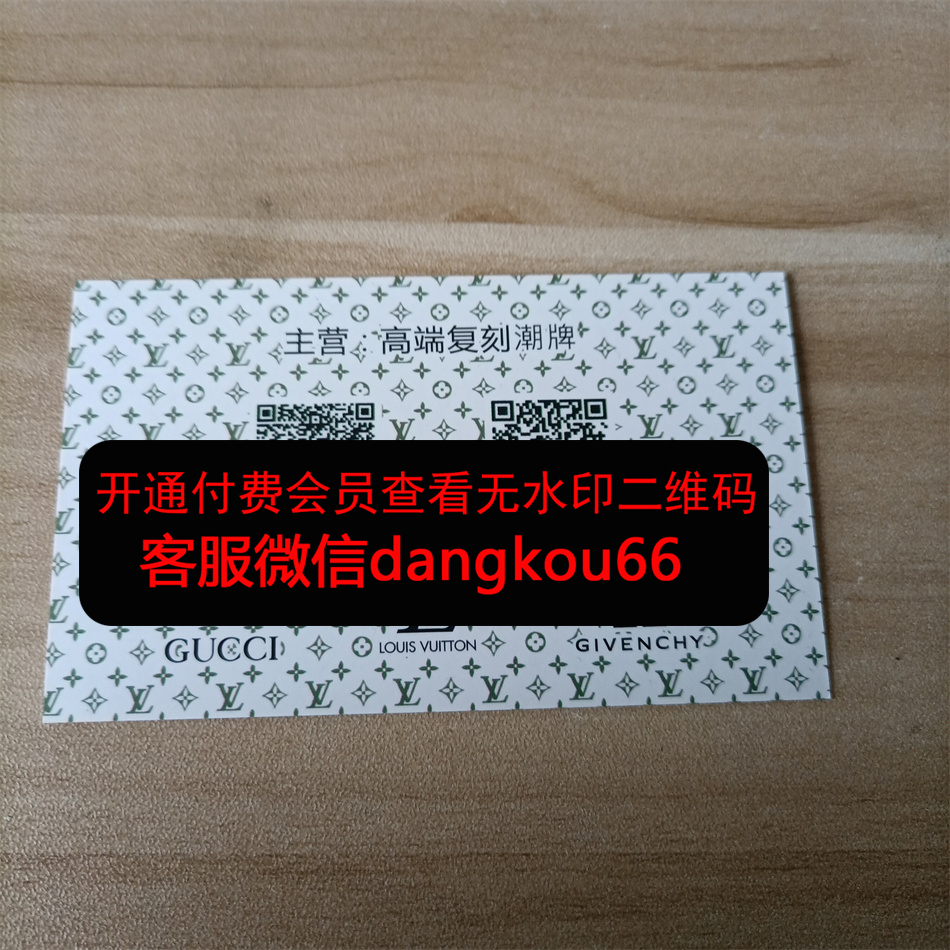 主营：高端复刻潮牌
开通付费会员查看无水印二维码
客服微信dangkou66
GUCCI
LOUIS VUITTON
GIVENCHY